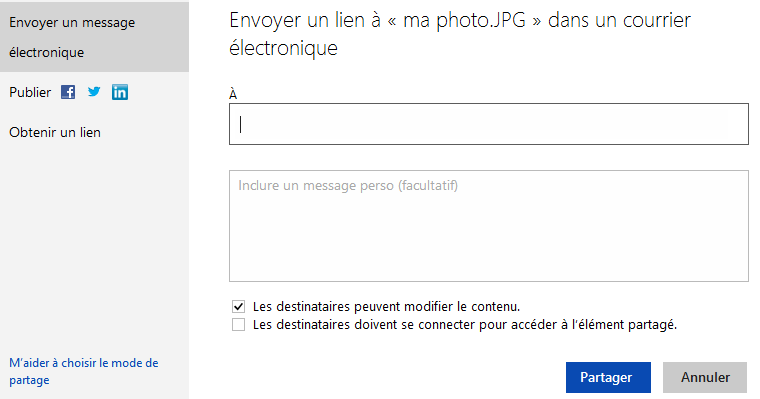 Envoyer un message
électronique
Publier
Obtenir un lien
M'aider à choisir le mode de
partage
Envoyer un lien à « ma photo.JPG » dans un courrier
électronique
À
Inclure un message perso (facultatif)
Les destinataires peuvent modifier le contenu.
Les destinataires doivent se connecter pour accéder à l'élément partagé.
Partager Annuler